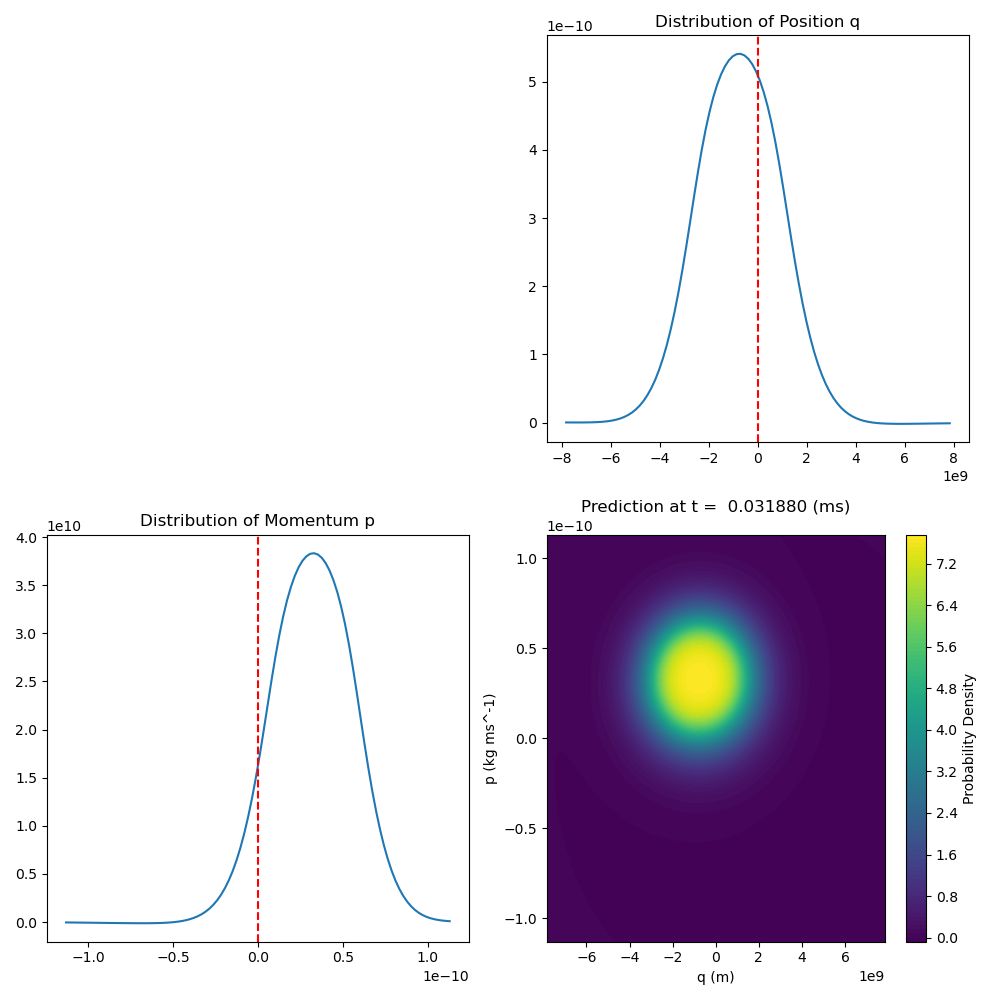 Distribution of Position q
1e−10
5
4
3
2
1
0
−8 −6 −4 −2 0 2 4 6 8
1e9
Distribution of Momentum p
1e10
4.0
3.5
3.0
2.5
2.0
1.5
1.0
0.5
0.0
−1.0 −0.5 0.0 0.5 1.0
1e−10
Prediction at t =  0.031880 (ms)
1e−10
1.0
0.5
0.0
−0.5
−1.0
p (kg ms^-1)
−6 −4 −2 0 2 4 6
q (m)
1e9
7.2
6.4
5.6
4.8
4.0
3.2
2.4
1.6
0.8
0.0
Probability Density